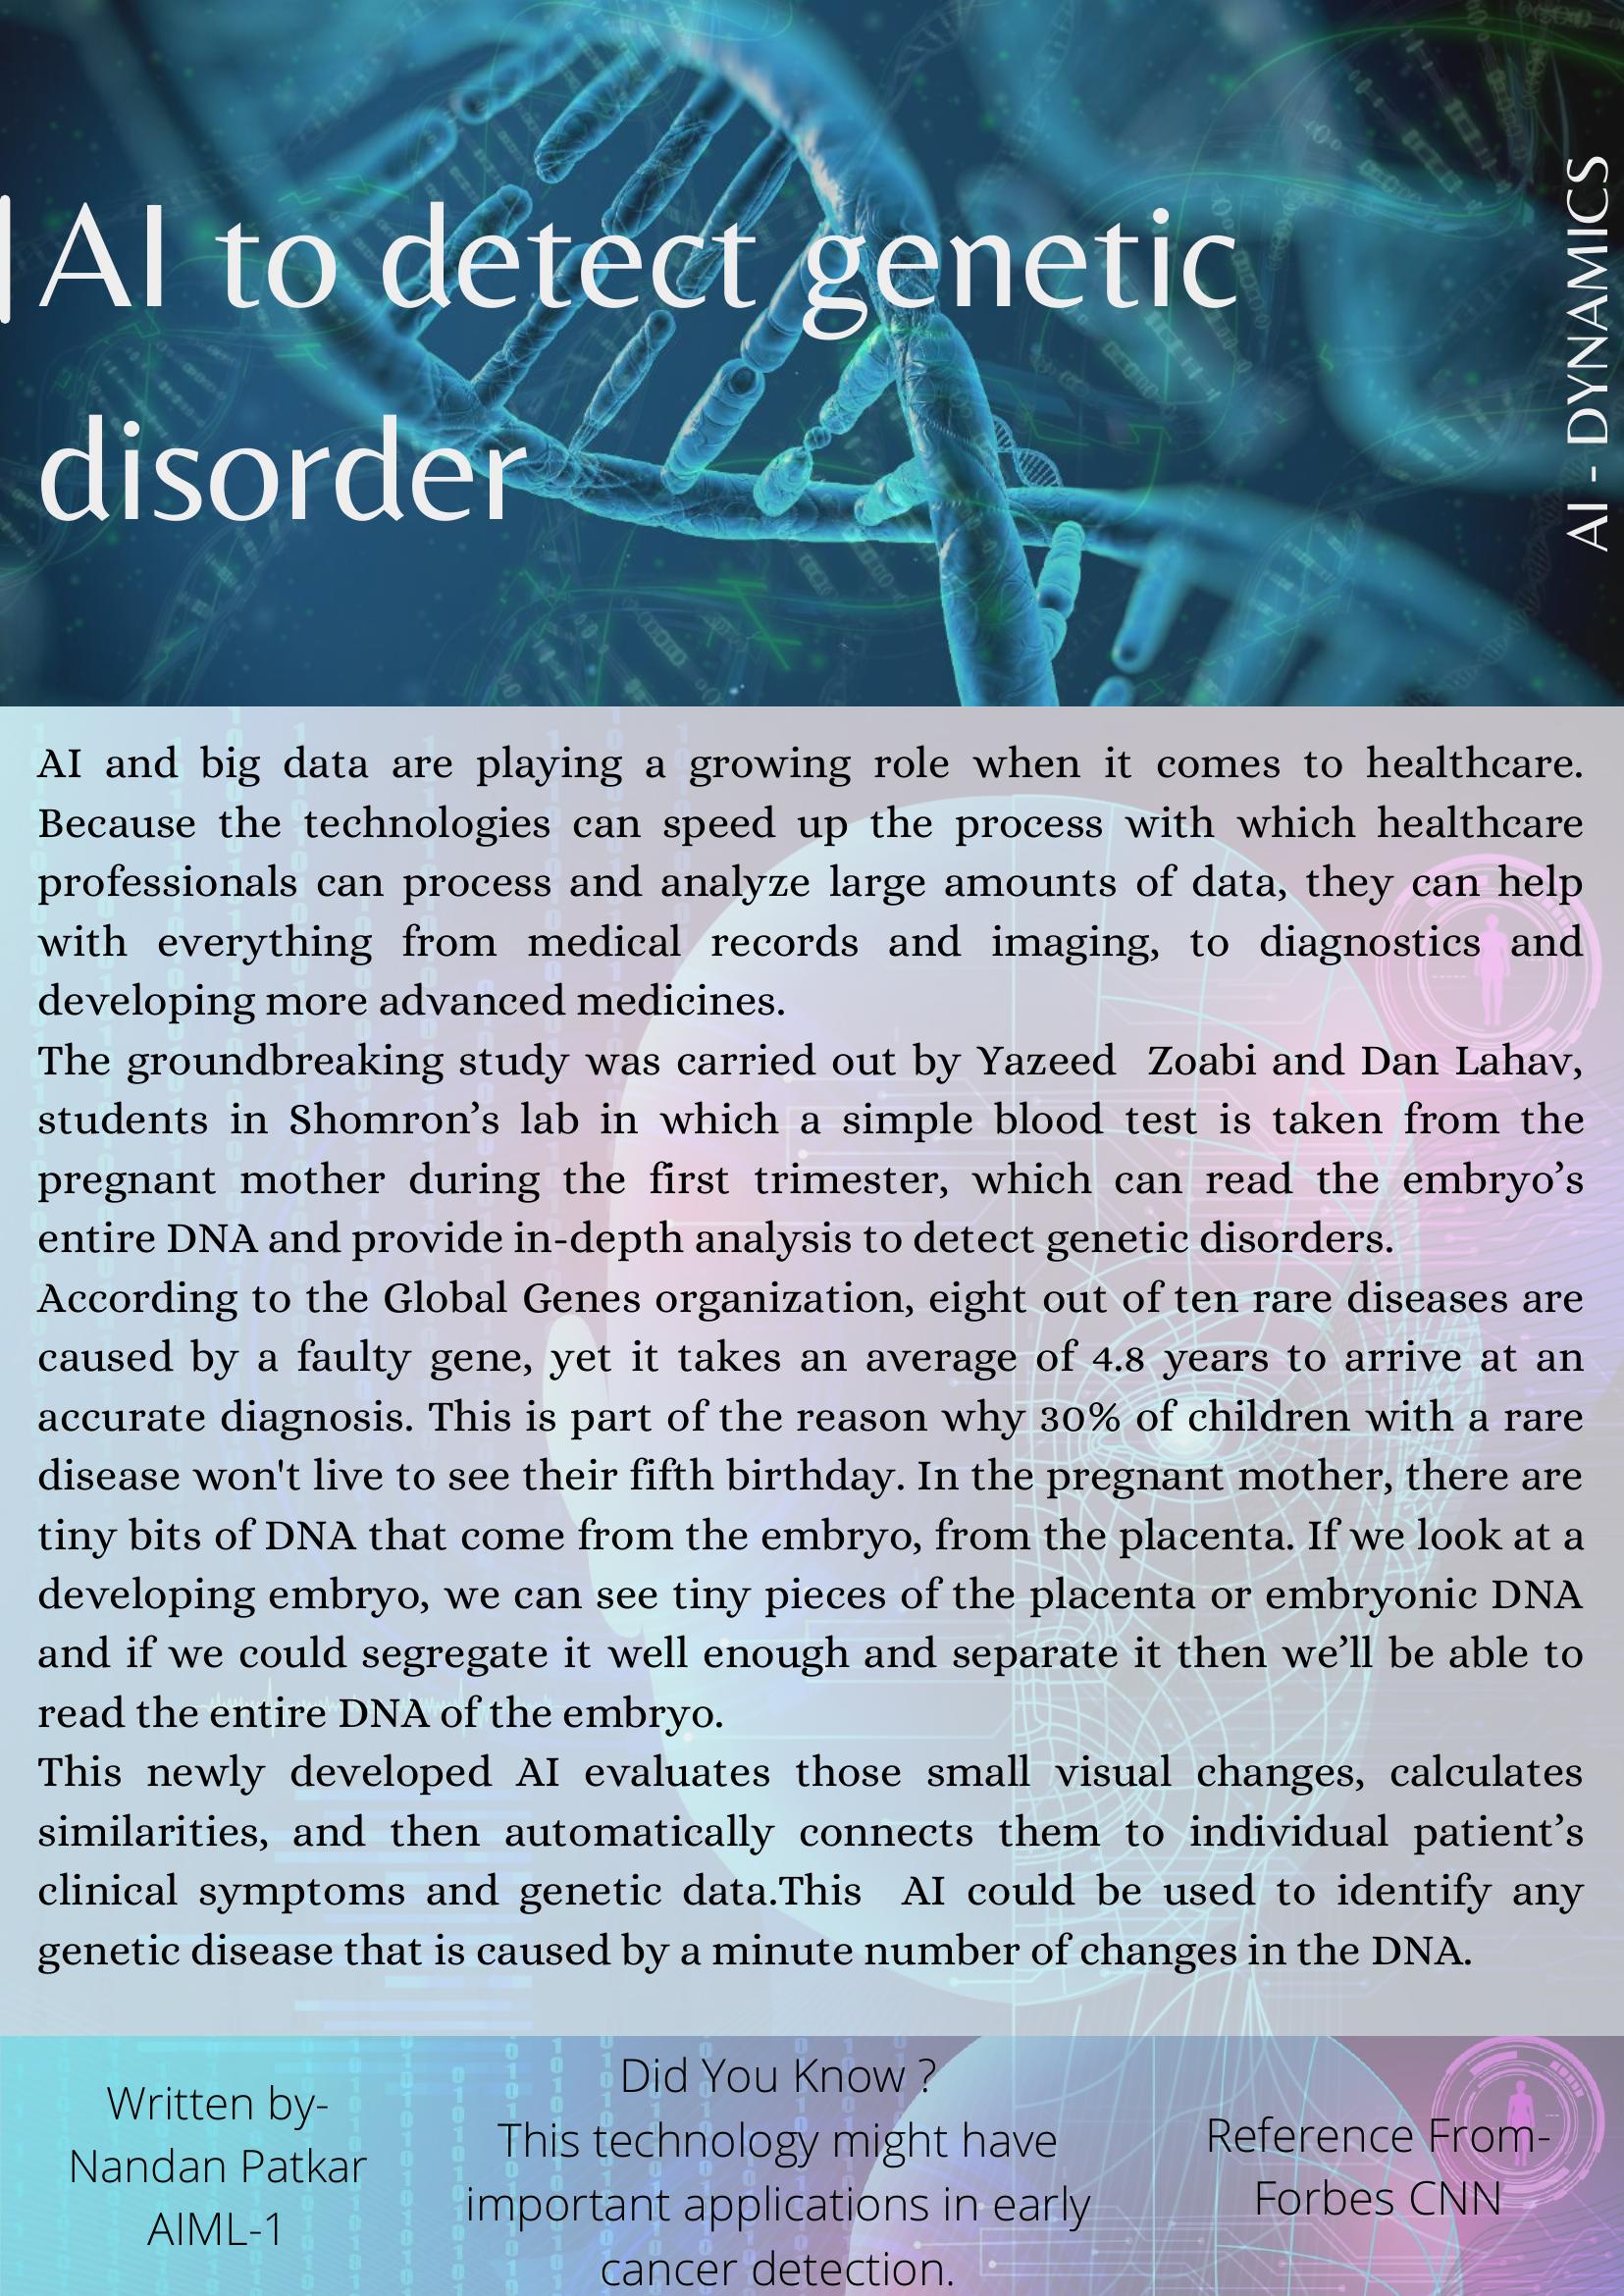 AI to detect genetic
disorder
AI - DYNAMICS
AI and big data are playing a growing role when it comes to healthcare.
Because the technologies can speed up the process with which healthcare
professionals can process and analyze large amounts of data, they can help
with everything from medical records and imaging, to diagnostics and
developing more advanced medicines.
The groundbreaking study was carried out by Yazeed  Zoabi and Dan Lahav,
students in Shomron’s lab in which a simple blood test is taken from the
pregnant mother during the first trimester, which can read the embryo’s
entire DNA and provide in-depth analysis to detect genetic disorders.
According to the Global Genes organization, eight out of ten rare diseases are
caused by a faulty gene, yet it takes an average of 4.8 years to arrive at an
accurate diagnosis. This is part of the reason why 30% of children with a rare
disease won't live to see their fifth birthday. In the pregnant mother, there are
tiny bits of DNA that come from the embryo, from the placenta. If we look at a
developing embryo, we can see tiny pieces of the placenta or embryonic DNA
and if we could segregate it well enough and separate it then we’ll be able to
read the entire DNA of the embryo.
This newly developed AI evaluates those small visual changes, calculates
similarities, and then automatically connects them to individual patient’s
clinical symptoms and genetic data.This  AI could be used to identify any
genetic disease that is caused by a minute number of changes in the DNA.
Written by-
Nandan Patkar
AIML-1
Did You Know ?
This technology might have
important applications in early
cancer detection.
Reference From-
Forbes CNN